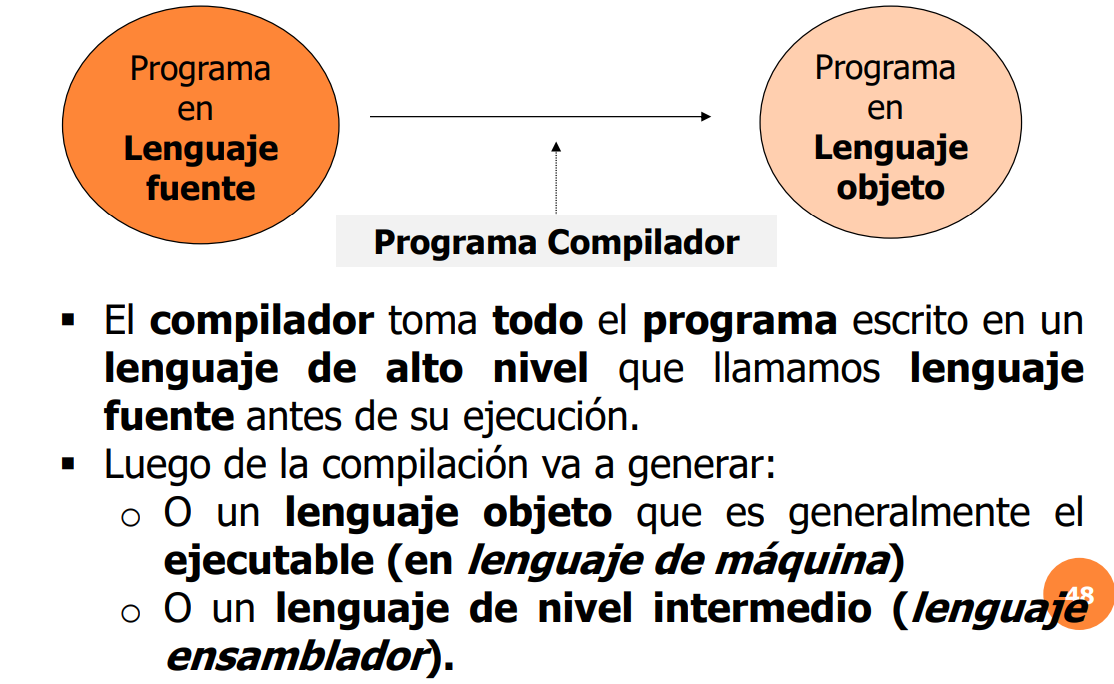 Programa
en
Lenguaje
fuente
Programa
en
Lenguaje
objeto
Programa Compilador
▪ El compilador toma todo el programa escrito en un
lenguaje de alto nivel que llamamos lenguaje
fuente antes de su ejecución.
▪ Luego de la compilación va a generar:
o O un lenguaje objeto que es generalmente el
ejecutable (en lenguaje de máquina)
o O un lenguaje de nivel intermedio (lenguaje
ensamblador).
48